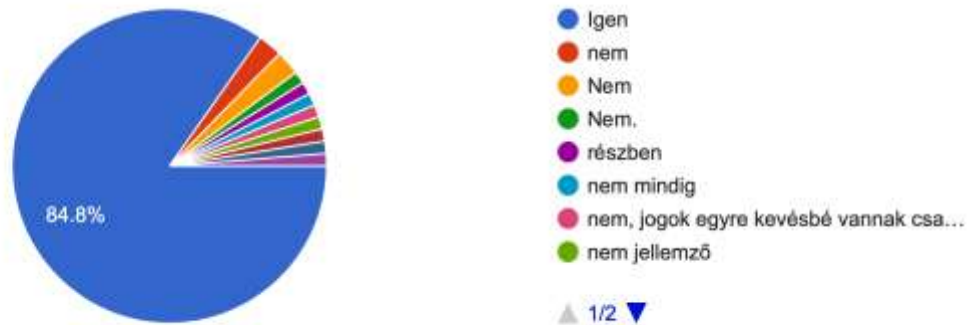 84.8%
Igen
nem
Nem
Nem.
részben
nem mindig
nem, jogok egyre kevésbé vannak csa…
nem jellemző
1/2